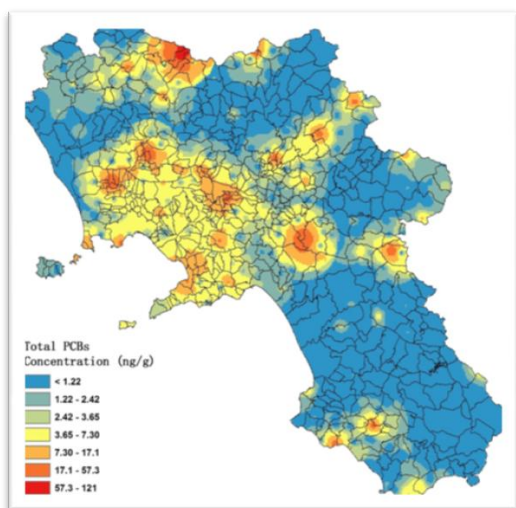 Total PCBs
Concentration (ng/g)
< 1.22
1.22 - 2.42
2.42 - 3.65
3.65 - 7.30
7.30 - 17.1
17.1 - 57.3
57.3 - 121